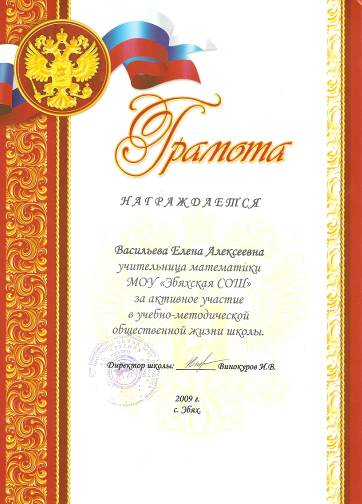 Грамота
НАГРАЖДАЕТСЯ
Васильева Елена Алексеевна
учительница математики
МОУ «Эбяхская СОШ»
за активное участие
в учебно-методической
общественной жизни школы.
Директор школы: Винокуров И.В.
2009 г.
с. Эбях.